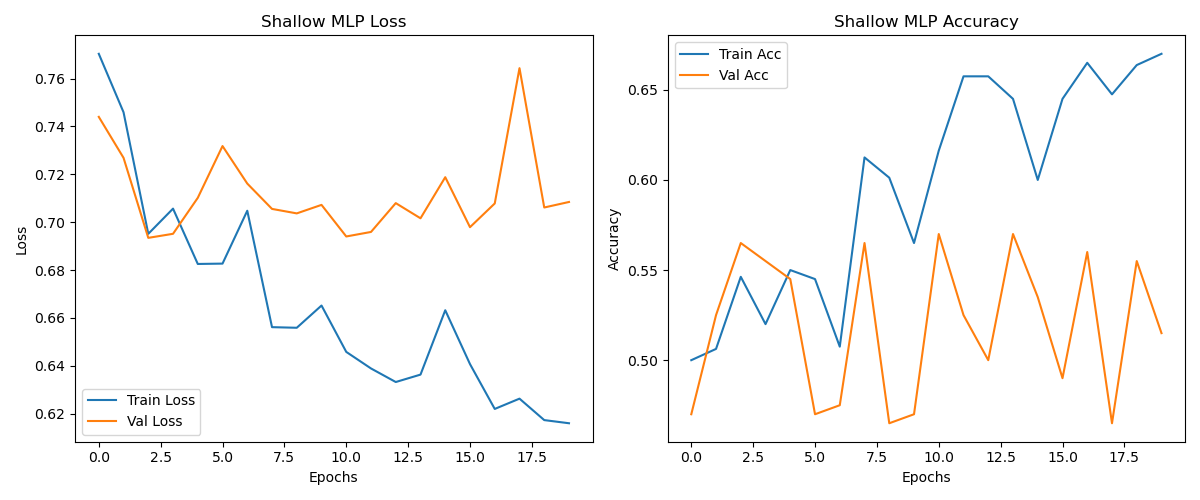 Shallow MLP Loss
0.76
0.74
0.72
0.70
0.68
0.66
0.64
0.62
Loss
Train Loss
Val Loss
0.0 2.5 5.0 7.5 10.0 12.5 15.0 17.5
Epochs
Shallow MLP Accuracy
Train Acc
Val Acc
0.65
0.60
0.55
0.50
Accuracy
0.0 2.5 5.0 7.5 10.0 12.5 15.0 17.5
Epochs